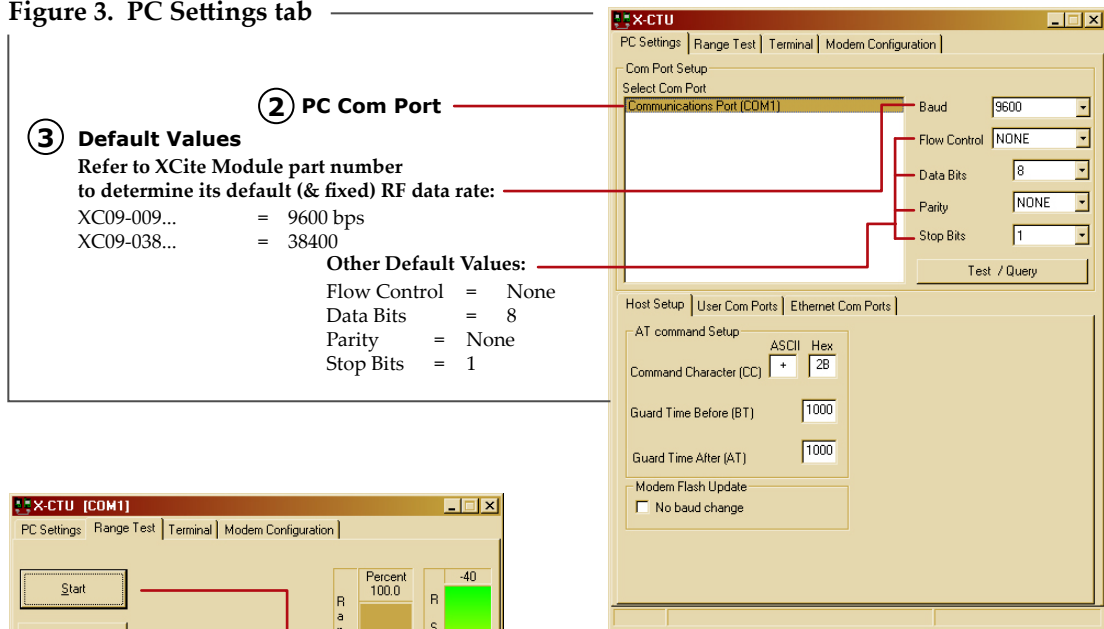 Figure 3. PC Settings tab
② PC Com Port
③ Default Values
Refer to XCite Module part number
to determine its default (& fixed) RF data rate:
XC09-009... = 9600 bps
XC09-038... = 38400
Other Default Values:
Flow Control = None
Data Bits = 8
Parity = None
Stop Bits = 1
X-CTU
PC Settings Range Test Terminal Modem Configuration
Com Port Setup
Select Com Port
Communications Port (COM1)
Baud 9600
Flow Control NONE
Data Bits 8
Parity NONE
Stop Bits 1
Test / Query
Host Setup User Com Ports Ethernet Com Ports
AT command Setup
ASCII Hex
Command Character (CC) + 2B
Guard Time Before (BT) 1000
Guard Time After (AT) 1000
Modem Flash Update
No baud change
X-CTU [COM1]
PC Settings Range Test Terminal Modem Configuration
Start
Percent -40
100.0
R R
a
S